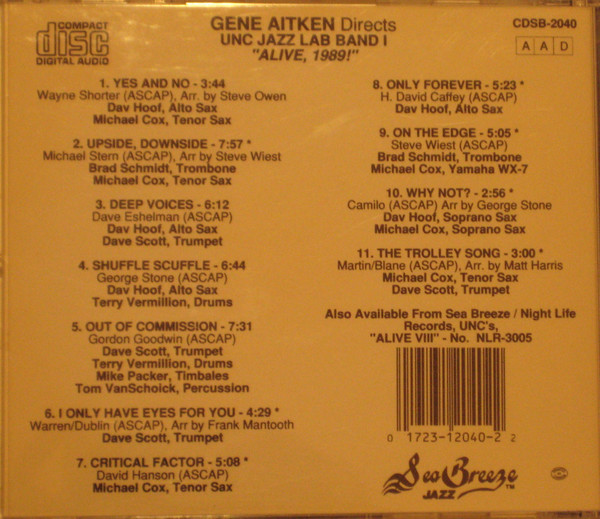 COMPACT
disc
DIGITAL AUDIO
GENE AITKEN Directs
UNC JAZZ LAB BAND I
"ALIVE, 1989!"
CDSB-2040
A A D
1. YES AND NO - 3:44
Wayne Shorter (ASCAP), Arr. by Steve Owen
Dav Hoof, Alto Sax
Michael Cox, Tenor Sax
2. UPSIDE, DOWNSIDE - 7:57 *
Michael Stern (ASCAP), Arr by Steve Wiest
Brad Schmidt, Trombone
Michael Cox, Tenor Sax
3. DEEP VOICES - 6:12
Dave Eshelman (ASCAP)
Dav Hoof, Alto Sax
Dave Scott, Trumpet
4. SHUFFLE SCUFFLE - 6:44
George Stone (ASCAP)
Dav Hoof, Alto Sax
Terry Vermillion, Drums
5. OUT OF COMMISSION - 7:31
Gordon Goodwin (ASCAP)
Dave Scott, Trumpet
Terry Vermillion, Drums
Mike Packer, Timbales
Tom VanSchoick, Percussion
6. I ONLY HAVE EYES FOR YOU - 4:29 *
Warren/Dublin (ASCAP), Arr by Frank Mantooth
Dave Scott, Trumpet
7. CRITICAL FACTOR - 5:08 *
David Hanson (ASCAP)
Michael Cox, Tenor Sax
8. ONLY FOREVER - 5:23 *
H. David Caffey (ASCAP)
Dav Hoof, Alto Sax
9. ON THE EDGE - 5:05 *
Steve Wiest (ASCAP)
Brad Schmidt, Trombone
Michael Cox, Yamaha WX-7
10. WHY NOT? - 2:56 *
Camilo (ASCAP) Arr by George Stone
Dav Hoof, Soprano Sax
Michael Cox, Soprano Sax
11. THE TROLLEY SONG - 3:00 *
Martin/Blane (ASCAP), Arr. by Matt Harris
Michael Cox, Tenor Sax
Dave Scott, Trumpet
Also Available From Sea Breeze / Night Life
Records, UNC's,
"ALIVE VIII" - No. NLR-3005
0 1723-12040-2 2
Sea Breeze
JAZZ
TM